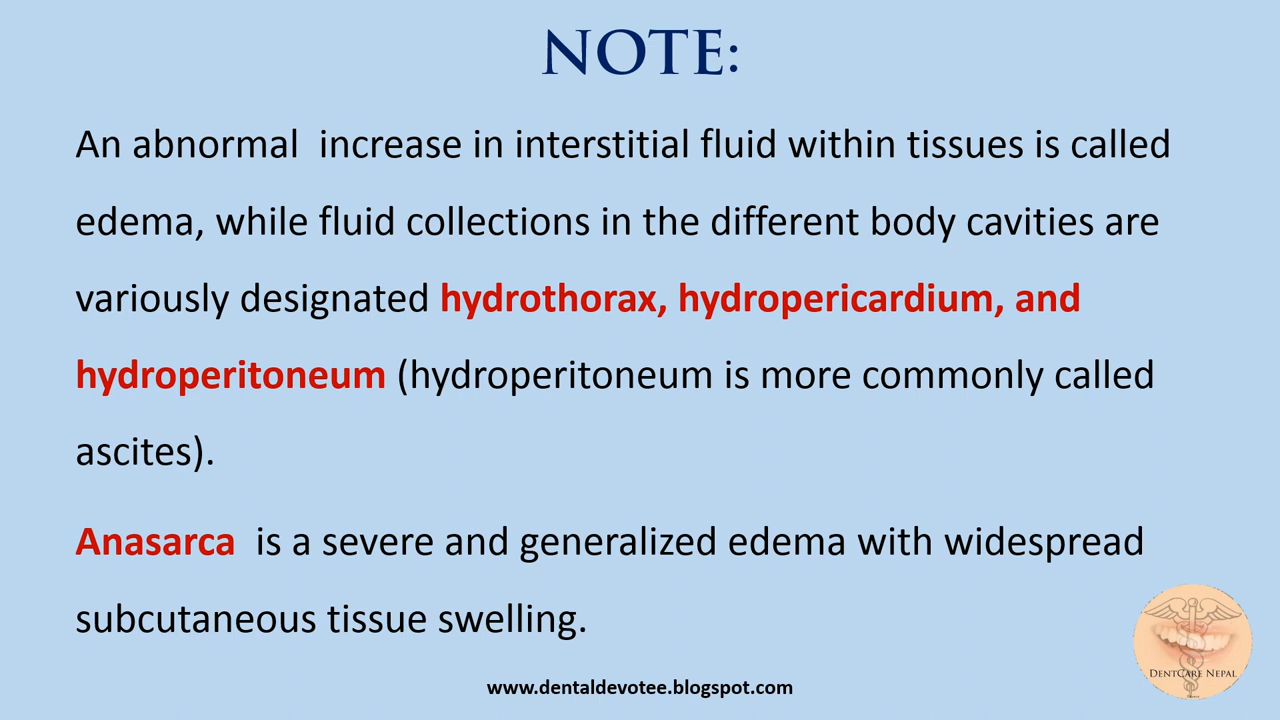 NOTE:
An abnormal  increase in interstitial fluid within tissues is called
edema, while fluid collections in the different body cavities are
variously designated hydrothorax, hydropericardium, and
hydroperitoneum (hydroperitoneum is more commonly called
ascites).
Anasarca  is a severe and generalized edema with widespread
subcutaneous tissue swelling.
DentCare Nepal
www.dentaldevotee.blogspot.com